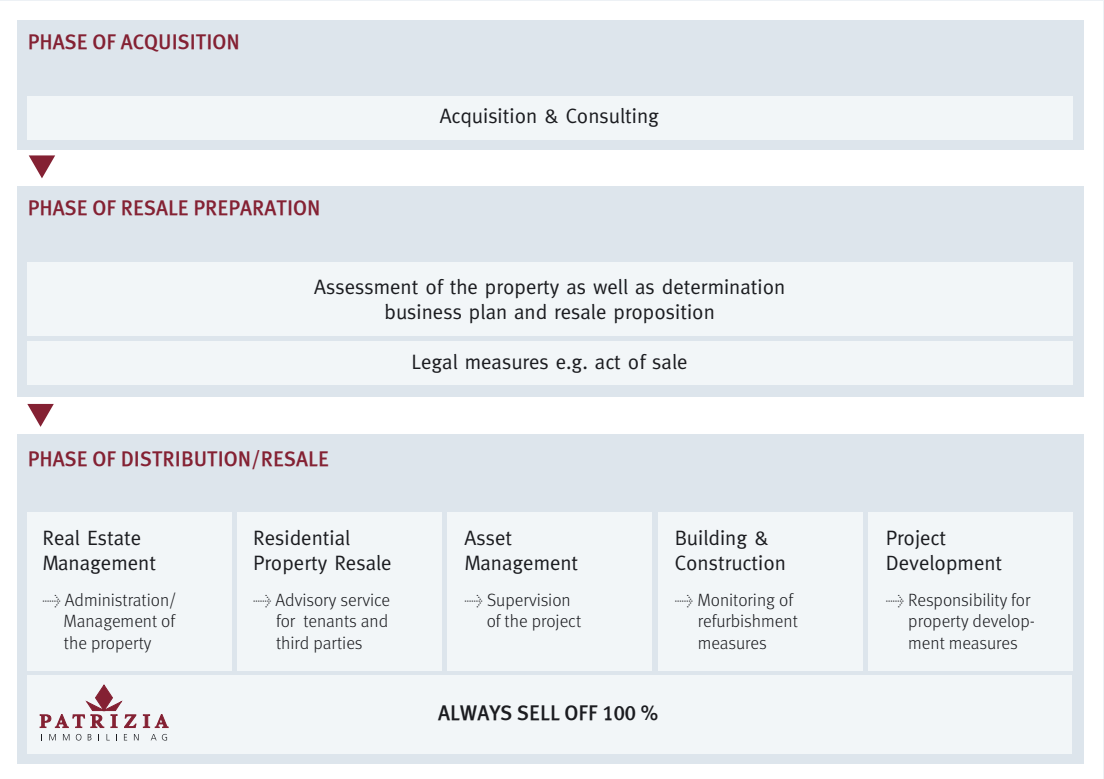 PHASE OF ACQUISITION
Acquisition & Consulting
PHASE OF RESALE PREPARATION
Assessment of the property as well as determination
business plan and resale proposition
Legal measures e.g. act of sale
PHASE OF DISTRIBUTION/RESALE
Real Estate
Management
Administration/
Management of
the property
Residential
Property Resale
Advisory service
for tenants and
third parties
Asset
Management
Supervision
of the project
Building &
Construction
Monitoring of
refurbishment
measures
Project
Development
Responsibility for
property develop-
ment measures
PATRIZIA
IMMOBILIEN AG
ALWAYS SELL OFF 100 %